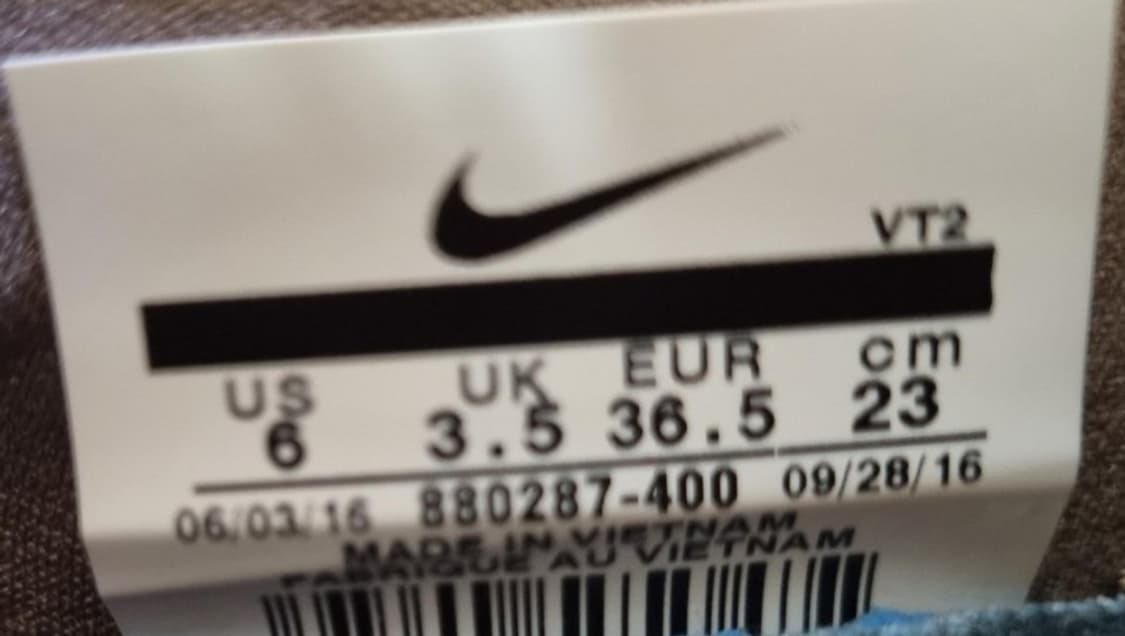 VT2
US UK EUR cm
6 3.5 36.5 23
06/03/16 880287-400 09/28/16
MADE IN VIETNAM
FABRIQUE AU VIETNAM